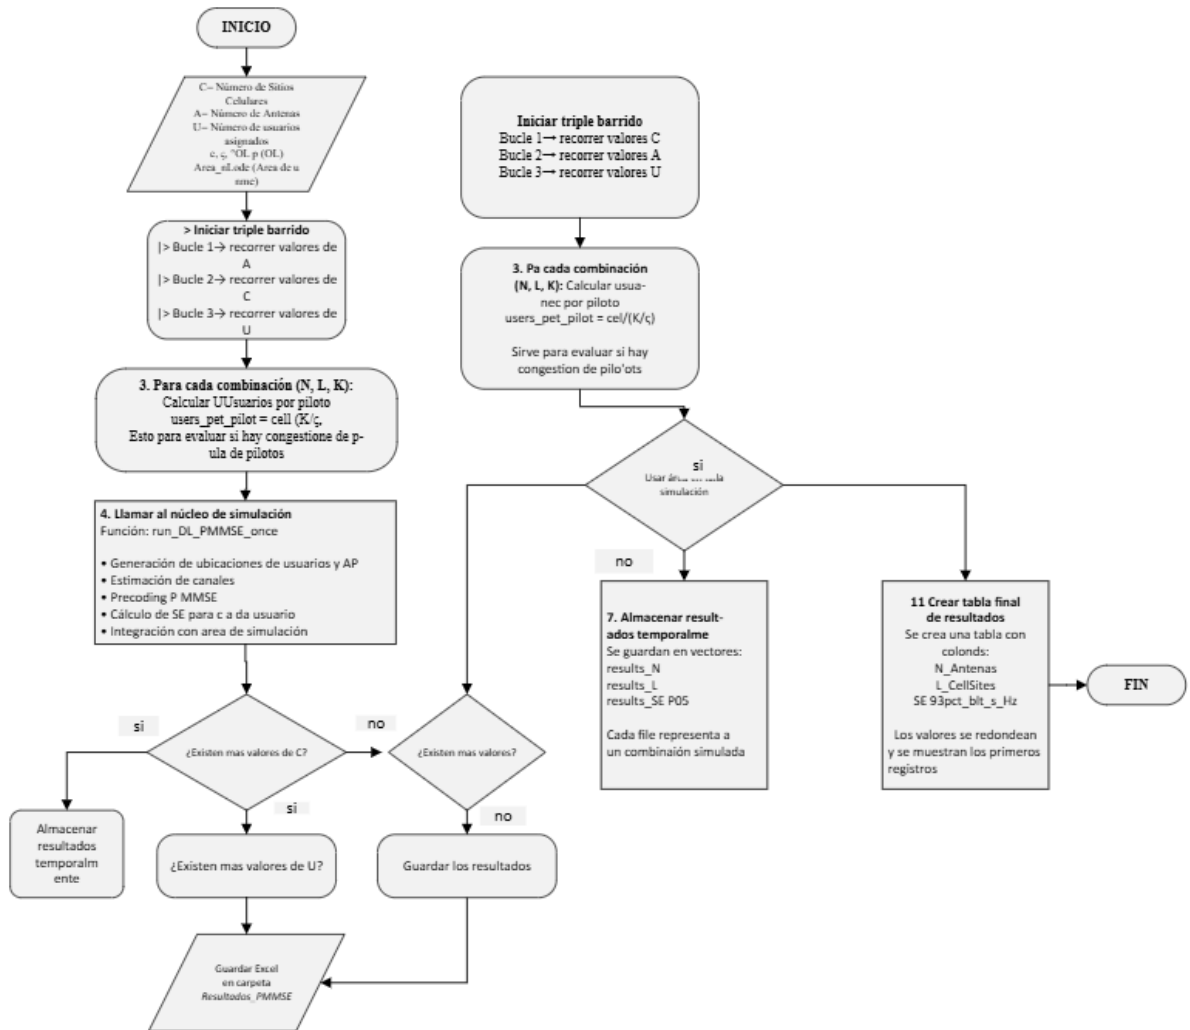 INICIO
C– Número de Sitios
Celulares
A– Número de Antenas
U– Número de usuarios
asignados
e, ς, ^OL p (OL)
Area_nLode (Area de u
nme)
> Iniciar triple barrido
|> Bucle 1→ recorrer valores de
A
|> Bucle 2→ recorrer valores de
C
|> Bucle 3→ recorrer valores de
U
3. Para cada combinación (N, L, K):
Calcular UUsuarios por piloto
users_pet_pilot = cell (K/ς,
Esto para evaluar si hay congestione de p-
ula de pilotos
4. Llamar al núcleo de simulación
Función: run_DL_PMMSE_once
• Generación de ubicaciones de usuarios y AP
• Estimación de canales
• Precoding P MMSE
• Cálculo de SE para c a da usuario
• Integración con area de simulación
si
¿Existen mas valores de C?
no
¿Existen mas valores?
si
no
Almacenar
resultados
temporalm
ente
¿Existen mas valores de U?
Guardar los resultados
Guardar Excel
en carpeta
Resultados_PMMSE
Iniciar triple barrido
Bucle 1→ recorrer valores C
Bucle 2→ recorrer valores A
Bucle 3→ recorrer valores U
3. Pa cada combinación
(N, L, K): Calcular usua-
nec por piloto
users_pet_pilot = cel/(K/ς)
Sirve para evaluar si hay
congestion de pilo'ots
si
Usar
simulación
no
7. Almacenar result-
ados temporalme
Se guardan en vectores:
results_N
results_L
results_SE P05
Cada file representa a
un combinaión simulada
11 Crear tabla final
de resultados
Se crea una tabla con
colonds:
N_Antenas
L_CellSites
SE 93pct_blt_s_Hz
Los valores se redondean
y se muestran los primeros
registros
FIN